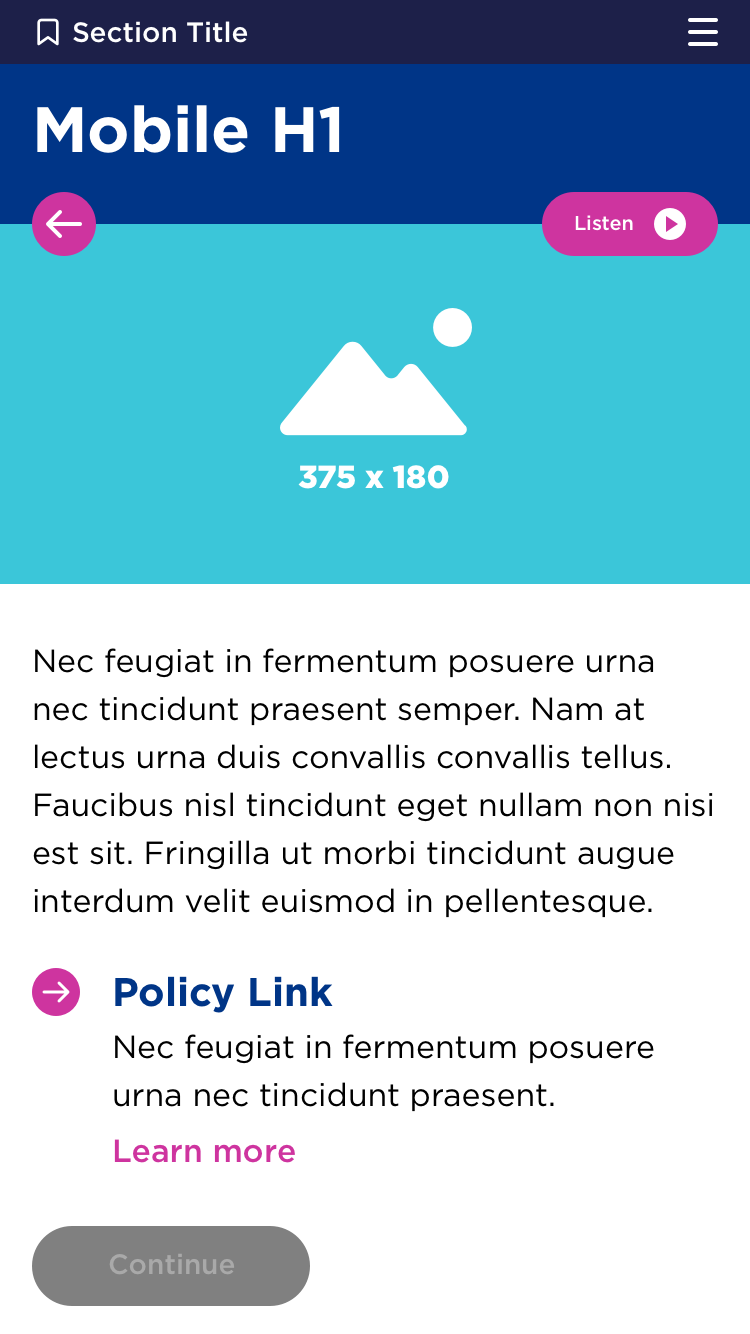 Section Title
Mobile H1
Listen
375 x 180
Nec feugiat in fermentum posuere urna
nec tincidunt praesent semper. Nam at
lectus urna duis convallis convallis tellus.
Faucibus nisl tincidunt eget nullam non nisi
est sit. Fringilla ut morbi tincidunt augue
interdum velit euismod in pellentesque.
Policy Link
Nec feugiat in fermentum posuere
urna nec tincidunt praesent.
Learn more
Continue